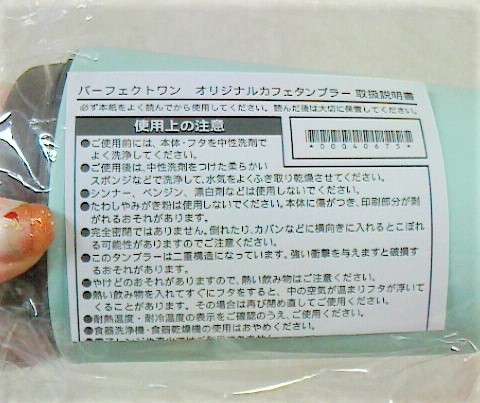 パーフェクトワン　オリジナルカフェタンブラー 取扱説明書
必ず本紙をよく読んでから使用してください。読んだ後は大切に保管してください。
使用上の注意
*00040675*
●ご使用前には、本体・フタを中性洗剤でよく洗浄してください。
●ご使用後は、中性洗剤をつけた柔らかい
スポンジなどで洗浄して、水気をよくふき取り乾燥させてください。
●シンナー、ベンジン、漂白剤などは使用しないでください。
●たわしやみがき粉は使用しないでください。本体に傷がつき、印刷部分が剥
がれるおそれがあります。
●完全密閉ではありません。倒れたり、カバンなどに横向きに入れるとこぼれ
る可能性がありますのでご注意ください。
●このタンブラーは二重構造になっています。強い衝撃を与えますと破損す
るおそれがあります。
●やけどのおそれがありますので、熱い飲み物はご注意ください。
●熱い飲み物を入れてすぐにフタをすると、中の空気が温まりフタが浮いて
くることがあります。その場合は再び閉め直してご使用ください。
●耐熱温度・耐冷温度の表示をご確認のうえ、ご使用ください。
●食器洗浄機・食器乾燥機の使用はおやめください。